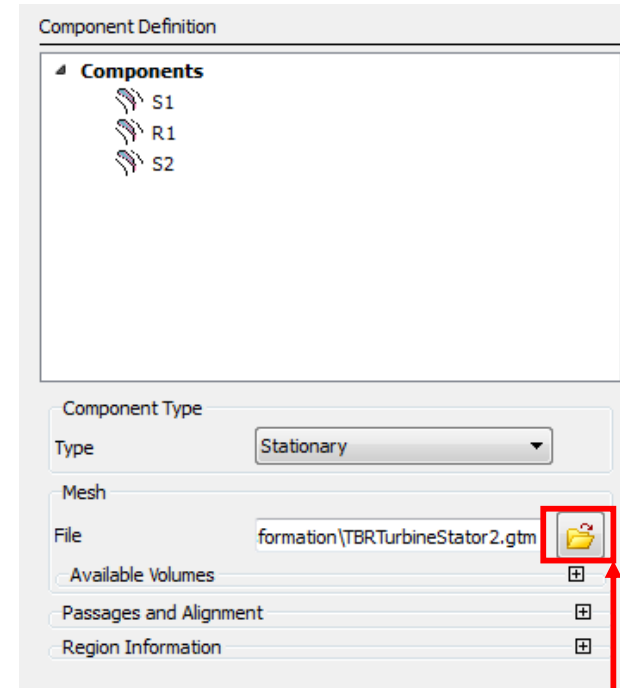 Component Definition
Components
S1
R1
S2
Component Type
Type Stationary
Mesh
File formation\TBRTurbineStator2.gtm
Available Volumes
Passages and Alignment
Region Information